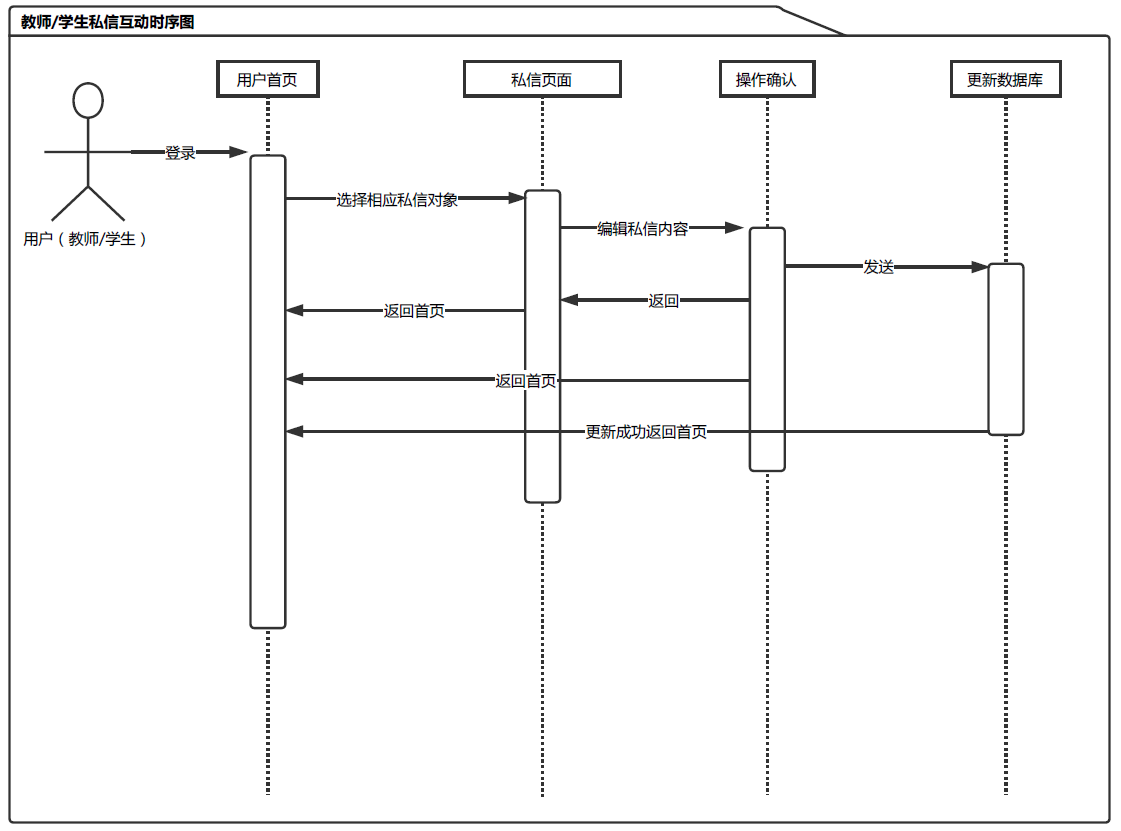 教师/学生私信互动时序图
用户首页
私信页面
操作确认
更新数据库
登录
选择相应私信对象
编辑私信内容
用户（教师/学生）
发送
返回
返回首页
返回首页
更新成功返回首页